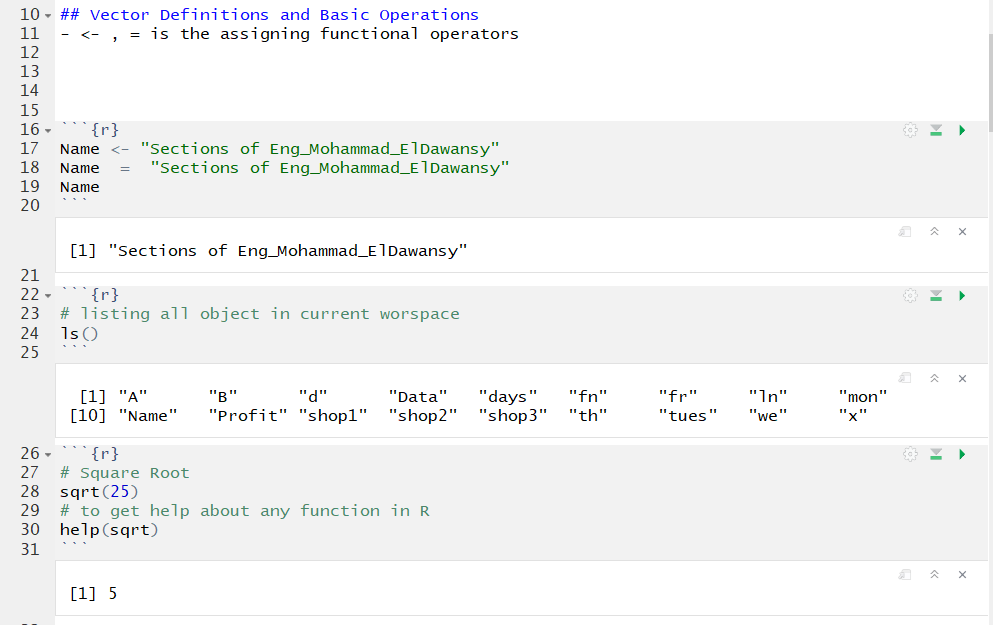 10 ## Vector Definitions and Basic Operations
11 - <- , = is the assigning functional operators
12
13
14
15
16 ```{r}
17 Name <- "Sections of Eng_Mohammad_ElDawansy"
18 Name  =  "Sections of Eng_Mohammad_ElDawansy"
19 Name
20 ```
[1] "Sections of Eng_Mohammad_ElDawansy"
21
22 ```{r}
23 # listing all object in current worspace
24 ls()
25 ```
[1] "A"      "B"      "d"      "Data"   "days"   "fn"     "fr"     "ln"     "mon"
[10] "Name"   "Profit" "shop1"  "shop2"  "shop3"  "th"     "tues"   "we"     "x"
26 ```{r}
27 # Square Root
28 sqrt(25)
29 # to get help about any function in R
30 help(sqrt)
31 ```
[1] 5